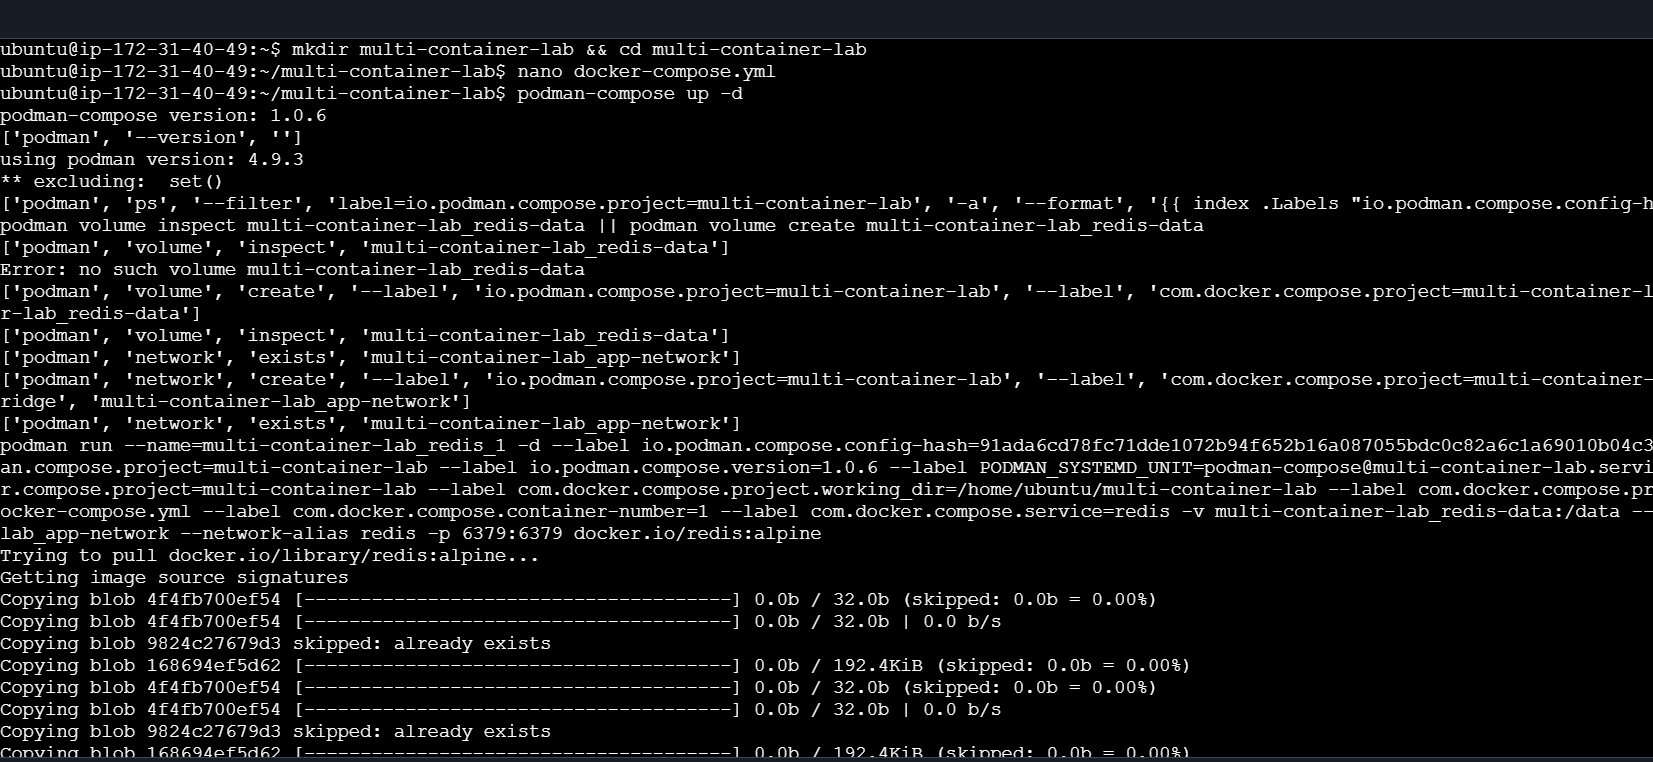 ubuntu@ip-172-31-40-49:~$ mkdir multi-container-lab && cd multi-container-lab
ubuntu@ip-172-31-40-49:~/multi-container-lab$ nano docker-compose.yml
ubuntu@ip-172-31-40-49:~/multi-container-lab$ podman-compose up -d
podman-compose version: 1.0.6
['podman', '--version', '']
using podman version: 4.9.3
** excluding:  set()
['podman', 'ps', '--filter', 'label=io.podman.compose.project=multi-container-lab', '-a', '--format', '{{ index .Labels "io.podman.compose.config-h
podman volume inspect multi-container-lab_redis-data || podman volume create multi-container-lab_redis-data
['podman', 'volume', 'inspect', 'multi-container-lab_redis-data']
Error: no such volume multi-container-lab_redis-data
['podman', 'volume', 'create', '--label', 'io.podman.compose.project=multi-container-lab', '--label', 'com.docker.compose.project=multi-container-l
r-lab_redis-data']
['podman', 'volume', 'inspect', 'multi-container-lab_redis-data']
['podman', 'network', 'exists', 'multi-container-lab_app-network']
['podman', 'network', 'create', '--label', 'io.podman.compose.project=multi-container-lab', '--label', 'com.docker.compose.project=multi-container-
ridge', 'multi-container-lab_app-network']
['podman', 'network', 'exists', 'multi-container-lab_app-network']
podman run --name=multi-container-lab_redis_1 -d --label io.podman.compose.config-hash=91ada6cd78fc71dde1072b94f652b16a087055bdc0c82a6c1a69010b04c3
an.compose.project=multi-container-lab --label io.podman.compose.version=1.0.6 --label PODMAN_SYSTEMD_UNIT=podman-compose@multi-container-lab.servi
r.compose.project=multi-container-lab --label com.docker.compose.project.working_dir=/home/ubuntu/multi-container-lab --label com.docker.compose.pr
ocker-compose.yml --label com.docker.compose.container-number=1 --label com.docker.compose.service=redis -v multi-container-lab_redis-data:/data --
lab_app-network --network-alias redis -p 6379:6379 docker.io/redis:alpine
Trying to pull docker.io/library/redis:alpine...
Getting image source signatures
Copying blob 4f4fb700ef54 [--------------------------------------] 0.0b / 32.0b (skipped: 0.0b = 0.00%)
Copying blob 4f4fb700ef54 [--------------------------------------] 0.0b / 32.0b | 0.0 b/s
Copying blob 9824c27679d3 skipped: already exists
Copying blob 168694ef5d62 [--------------------------------------] 0.0b / 192.4KiB (skipped: 0.0b = 0.00%)
Copying blob 4f4fb700ef54 [--------------------------------------] 0.0b / 32.0b (skipped: 0.0b = 0.00%)
Copying blob 4f4fb700ef54 [--------------------------------------] 0.0b / 32.0b | 0.0 b/s
Copying blob 9824c27679d3 skipped: already exists
Copying blob 168694ef5d62 [--------------------------------------] 0.0b / 192.4KiB (skipped: 0.0b = 0.00%)